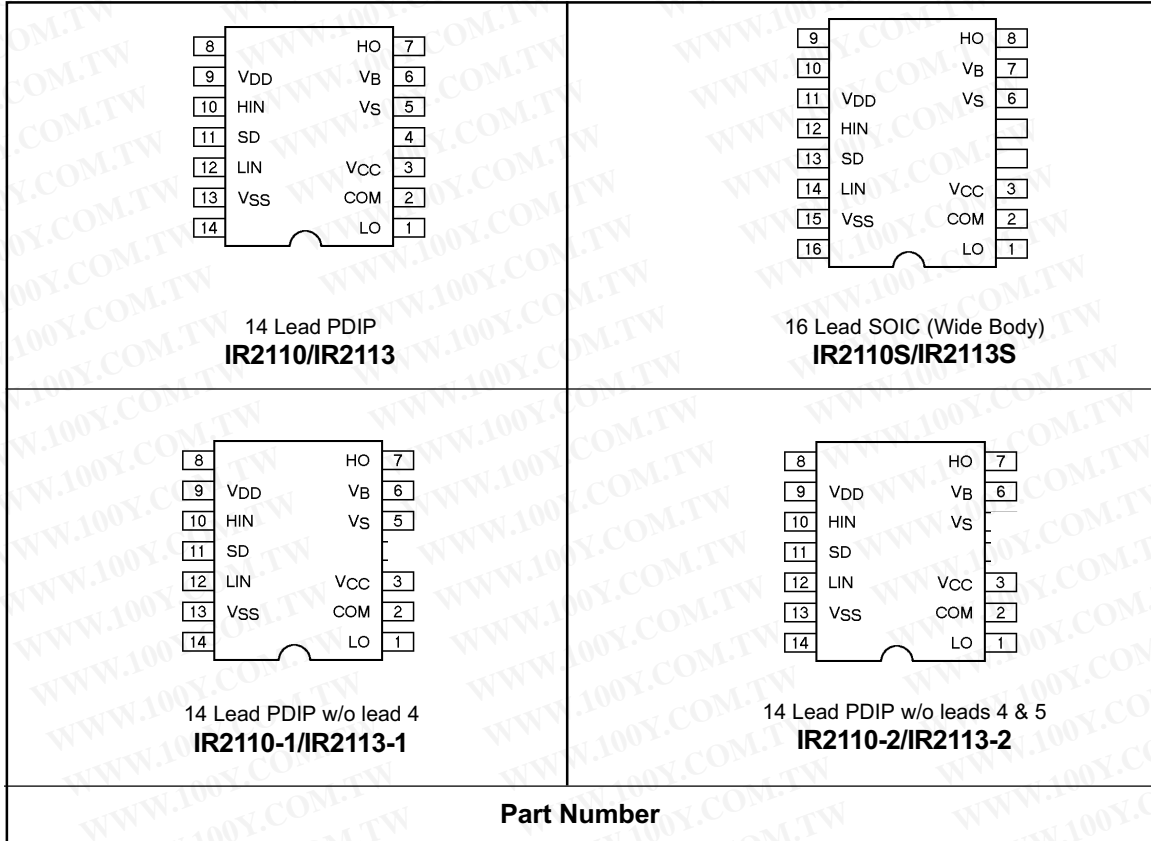 8 HO 7
9 VDD VB 6
10 HIN VS 5
11 SD 4
12 LIN VCC 3
13 VSS COM 2
14 LO 1
14 Lead PDIP
IR2110/IR2113
9 HO 8
10 VB 7
11 VDD VS 6
12 HIN
13 SD
14 LIN VCC 3
15 VSS COM 2
16 LO 1
16 Lead SOIC (Wide Body)
IR2110S/IR2113S
8 HO 7
9 VDD VB 6
10 HIN VS 5
11 SD
12 LIN VCC 3
13 VSS COM 2
14 LO 1
14 Lead PDIP w/o lead 4
IR2110-1/IR2113-1
8 HO 7
9 VDD VB 6
10 HIN VS
11 SD
12 LIN VCC 3
13 VSS COM 2
14 LO 1
14 Lead PDIP w/o leads 4 & 5
IR2110-2/IR2113-2
Part Number
WWW.100Y.COM.TW